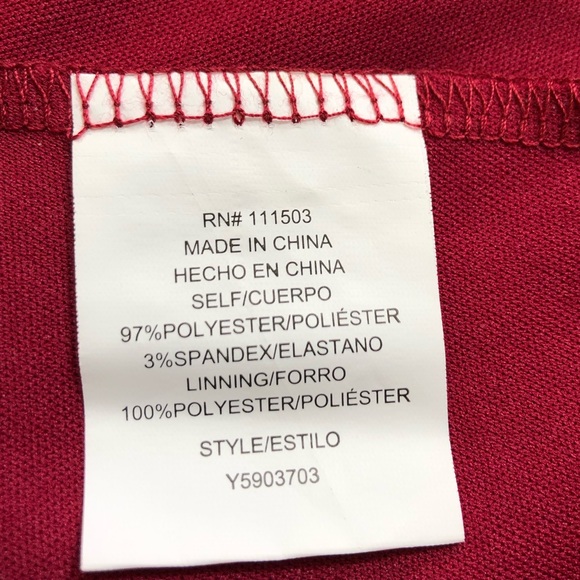 RN# 111503
MADE IN CHINA
HECHO EN CHINA
SELF/CUERPO
97%POLYESTER/POLIÉSTER
3%SPANDEX/ELASTANO
LINNING/FORRO
100%POLYESTER/POLIÉSTER
STYLE/ESTILO
Y5903703